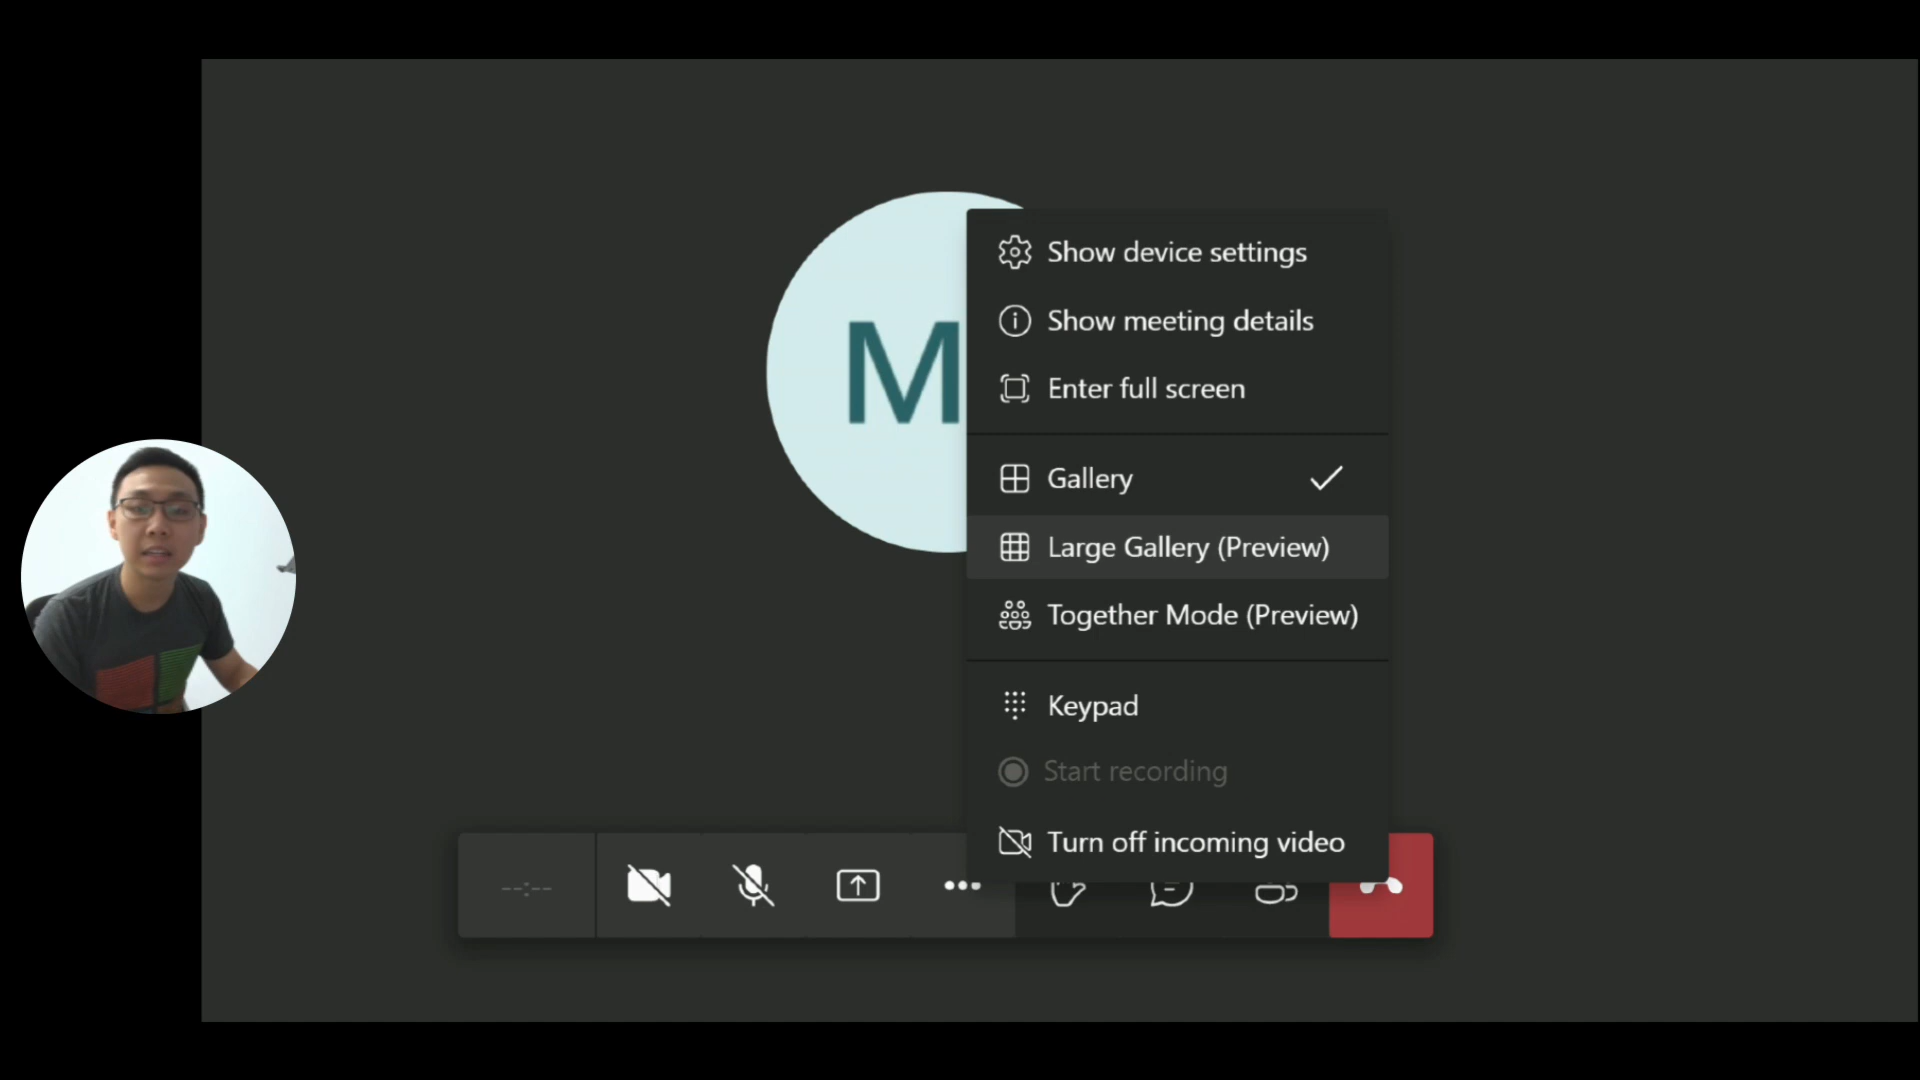 M
Show device settings
Show meeting details
Enter full screen
Gallery
Large Gallery (Preview)
Together Mode (Preview)
Keypad
Start recording
Turn off incoming video
--:--